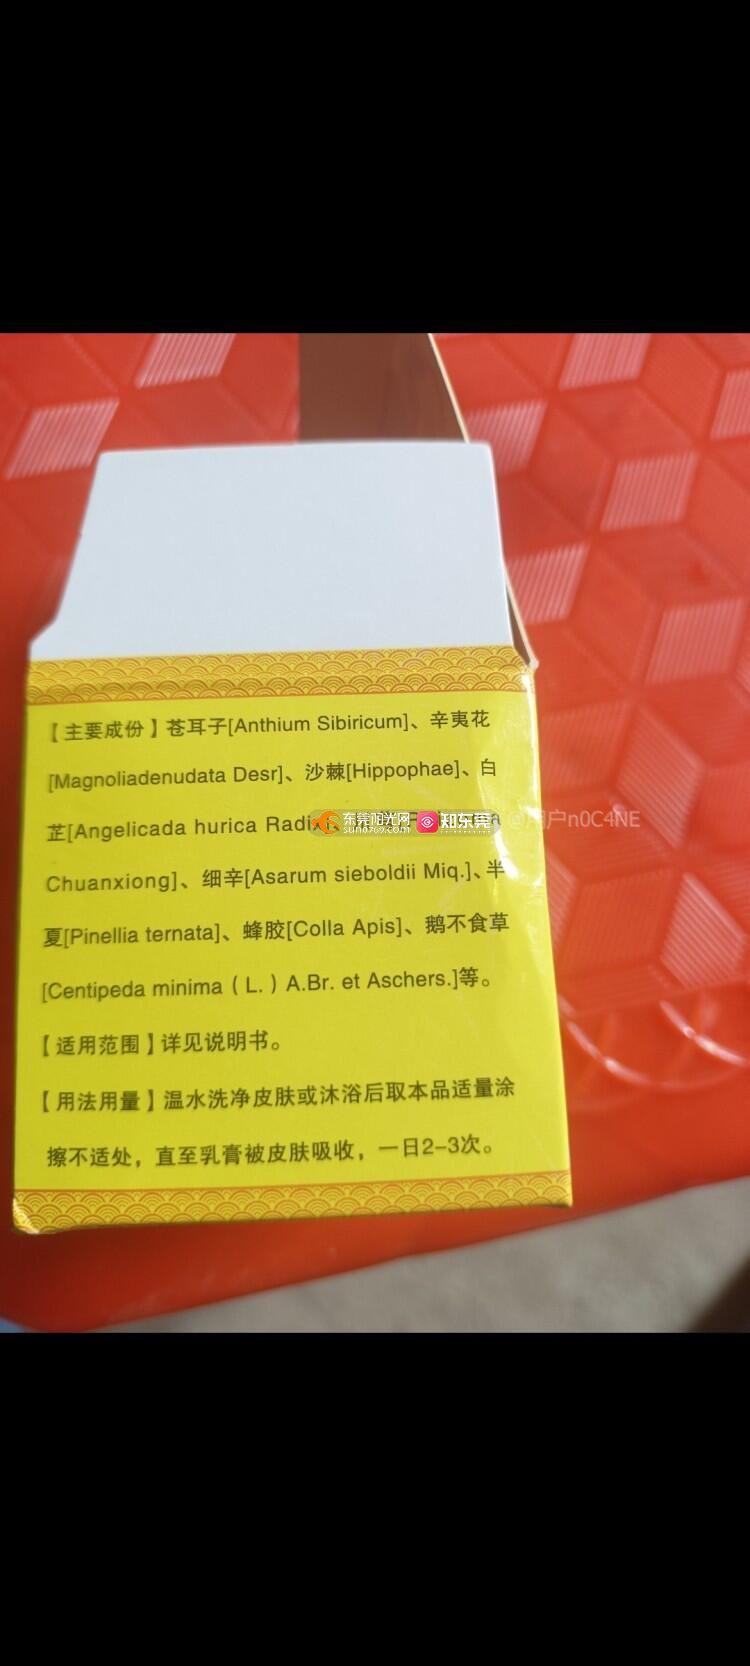 【主要成份】苍耳子[Anthium Sibiricum]、辛夷花
[Magnoliadenudata Desr]、沙棘[Hippophae]、白
芷[Angelicada hurica Radix
东莞阳光网
sun0769.com
知东莞
@用户n0C4NE
Chuanxiong]、细辛[Asarum sieboldii Miq.]、半
夏[Pinellia ternata]、蜂胶[Colla Apis]、鹅不食草
[Centipeda minima（L.）A.Br. et Aschers.]等。
【适用范围】详见说明书。
【用法用量】温水洗净皮肤或沐浴后取本品适量涂
擦不适处，直至乳膏被皮肤吸收，一日2-3次。